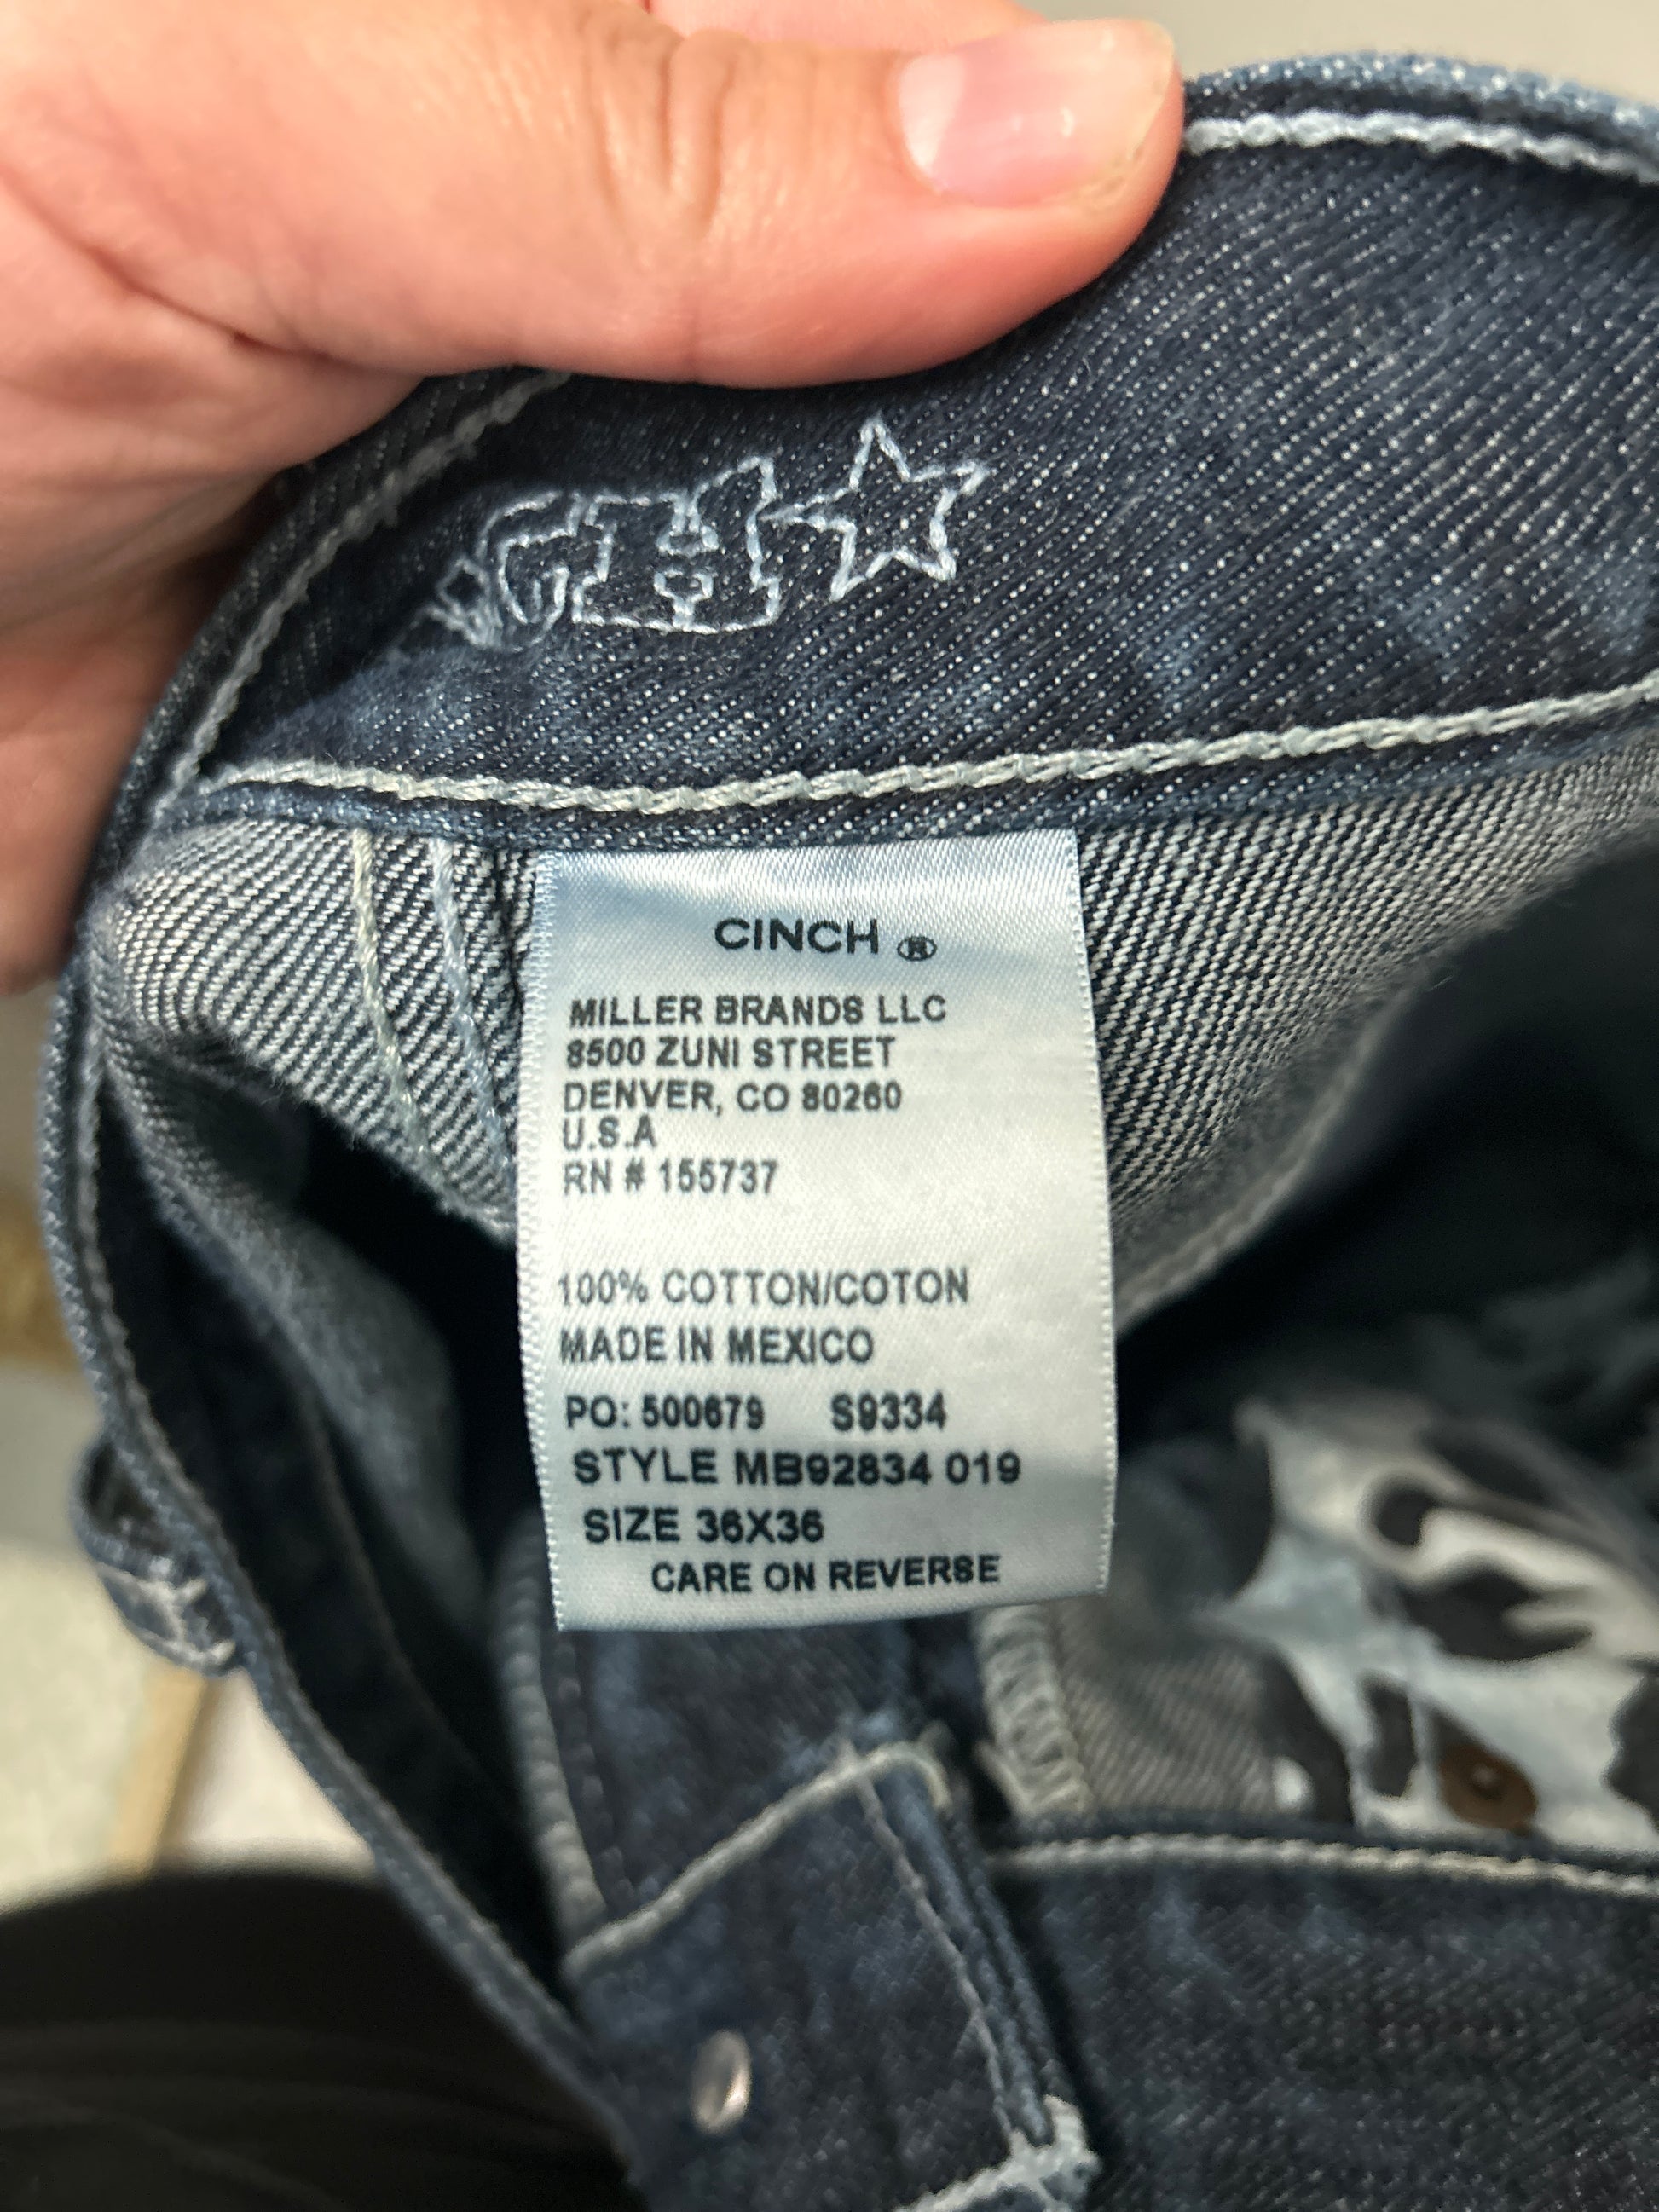 CINCH ®
MILLER BRANDS LLC
8500 ZUNI STREET
DENVER, CO 80260
U.S.A
RN # 155737
100% COTTON/COTON
MADE IN MEXICO
PO: 500679 S9334
STYLE MB92834 019
SIZE 36X36
CARE ON REVERSE